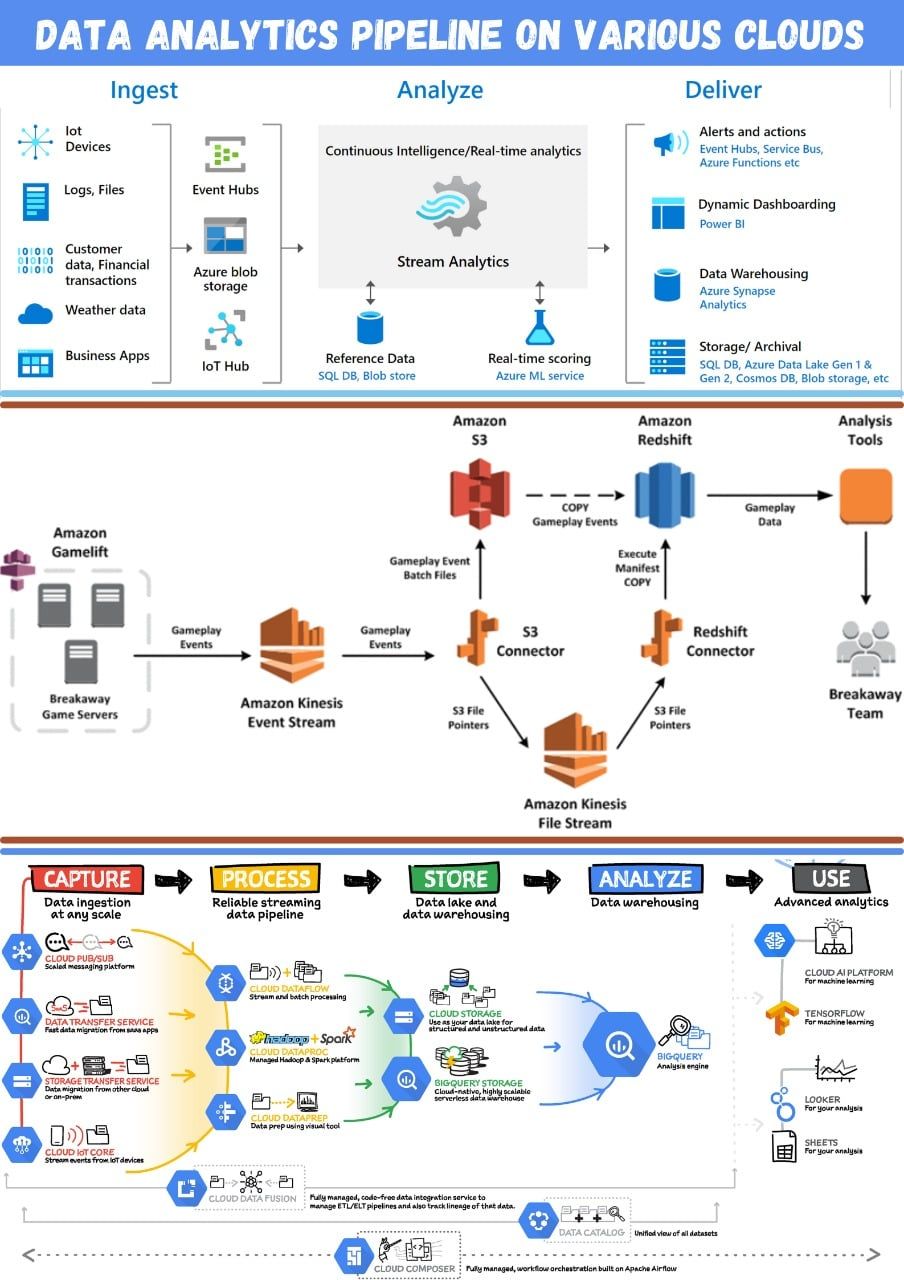 DATA ANALYTICS PIPELINE ON VARIOUS CLOUDS
Ingest
Analyze
Deliver
Iot
Devices
Logs, Files
Customer
data, Financial
transactions
Weather data
Business Apps
Event Hubs
Azure blob
storage
IoT Hub
Continuous Intelligence/Real-time analytics
Stream Analytics
Reference Data
SQL DB, Blob store
Real-time scoring
Azure ML service
Alerts and actions
Event Hubs, Service Bus,
Azure Functions etc
Dynamic Dashboarding
Power BI
Data Warehousing
Azure Synapse
Analytics
Storage/ Archival
SQL DB, Azure Data Lake Gen 1 &
Gen 2, Cosmos DB, Blob storage, etc
Amazon
S3
Amazon
Redshift
Analysis
Tools
COPY
Gameplay Events
Gameplay
Data
Amazon
Gamelift
Gameplay Event
Batch Files
Execute
Manifest
COPY
Breakaway
Game Servers
Gameplay
Events
Amazon Kinesis
Event Stream
Gameplay
Events
S3
Connector
Redshift
Connector
Breakaway
Team
S3 File
Pointers
S3 File
Pointers
Amazon Kinesis
File Stream
CAPTURE
Data ingestion
at any scale
PROCESS
Reliable streaming
data pipeline
STORE
Data lake and
data warehousing
ANALYZE
Data warehousing
USE
Advanced analytics
CLOUD PUB/SUB
Scaled messaging platform
SaaS
DATA TRANSFER SERVICE
Fast data migration from saas apps
STORAGE TRANSFER SERVICE
Data migration from other cloud
or on-prem
CLOUD IOT CORE
Stream events from IoT devices
CLOUD DATAFLOW
Stream and batch processing
hadoop + Spark
CLOUD DATAPROC
Managed Hadoop & Spark platform
CLOUD DATAPREP
Data prep using visual tool
CLOUD STORAGE
Use as your data lake for
structured and unstructured data
BIGQUERY STORAGE
Cloud-native, highly scalable
serverless data warehouse
BIGQUERY
Analysis engine
CLOUD AI PLATFORM
For machine learning
TENSORFLOW
For machine learning
LOOKER
For your analysis
SHEETS
For your analysis
CLOUD DATA FUSION
Fully managed, code-free data integration service to
manage ETL/ELT pipelines and also track lineage of that data.
DATA CATALOG
Unified view of all datasets
CLOUD COMPOSER
Fully managed, workflow orchestration built on Apache Airflow